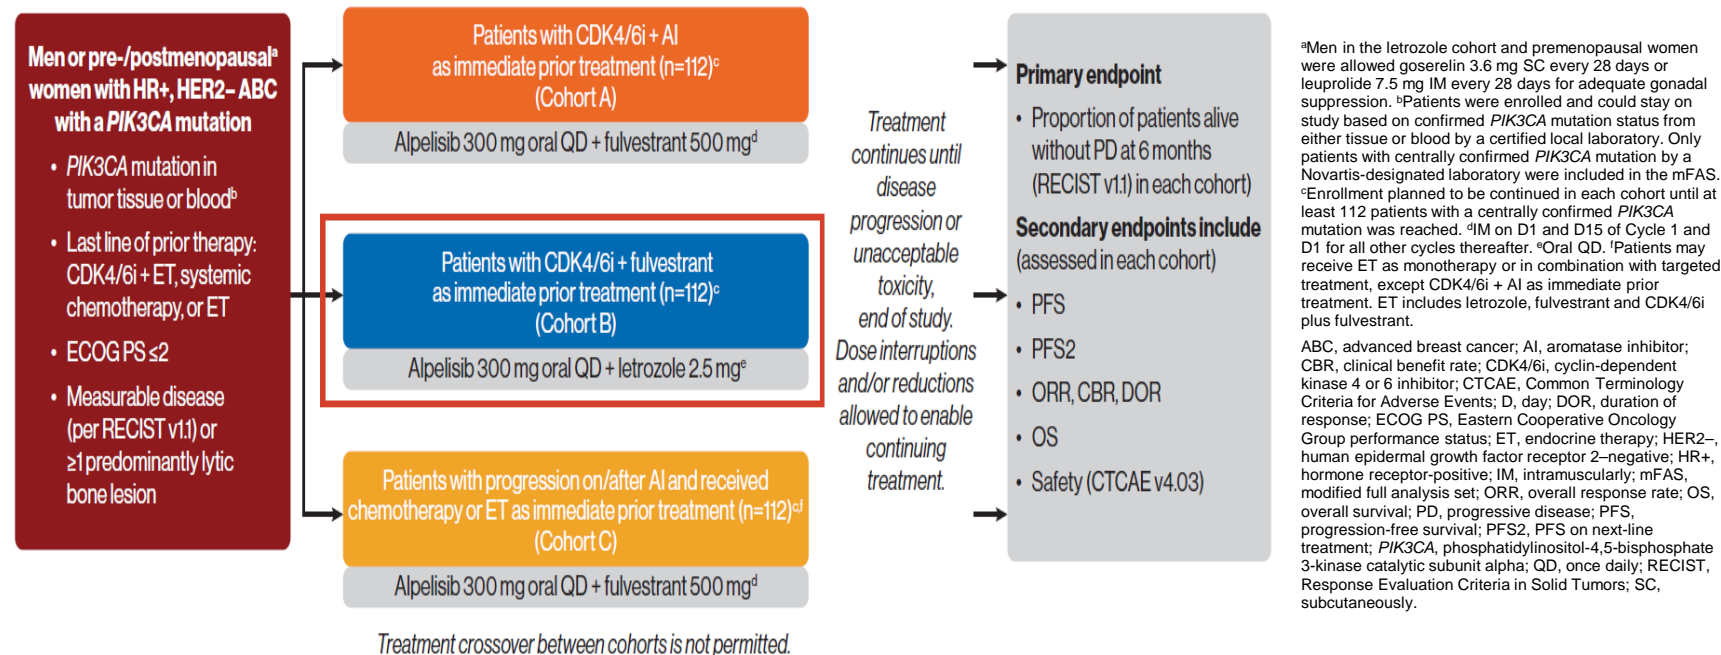 Men or pre-/postmenopausalᵃ
women with HR+, HER2– ABC
with a PIK3CA mutation
• PIK3CA mutation in
tumor tissue or bloodᵇ
• Last line of prior therapy:
CDK4/6i + ET, systemic
chemotherapy, or ET
• ECOG PS ≤2
• Measurable disease
(per RECIST v1.1) or
≥1 predominantly lytic
bone lesion
Patients with CDK4/6i + AI
as immediate prior treatment (n=112)ᶜ
(Cohort A)
Alpelisib 300 mg oral QD + fulvestrant 500 mgᵈ
Patients with CDK4/6i + fulvestrant
as immediate prior treatment (n=112)ᶜ
(Cohort B)
Alpelisib 300 mg oral QD + letrozole 2.5 mgᵉ
Patients with progression on/after AI and received
chemotherapy or ET as immediate prior treatment (n=112)ᶜ,ᶠ
(Cohort C)
Alpelisib 300 mg oral QD + fulvestrant 500 mgᵈ
Treatment crossover between cohorts is not permitted.
Treatment
continues until
disease
progression or
unacceptable
toxicity,
end of study.
Dose interruptions
and/or reductions
allowed to enable
continuing
treatment.
Primary endpoint
• Proportion of patients alive
without PD at 6 months
(RECIST v1.1) in each cohort)
Secondary endpoints include
(assessed in each cohort)
• PFS
• PFS2
• ORR, CBR, DOR
• OS
• Safety (CTCAE v4.03)
ᵃMen in the letrozole cohort and premenopausal women
were allowed goserelin 3.6 mg SC every 28 days or
leuprolide 7.5 mg IM every 28 days for adequate gonadal
suppression. ᵇPatients were enrolled and could stay on
study based on confirmed PIK3CA mutation status from
either tissue or blood by a certified local laboratory. Only
patients with centrally confirmed PIK3CA mutation by a
Novartis-designated laboratory were included in the mFAS.
ᶜEnrollment planned to be continued in each cohort until at
least 112 patients with a centrally confirmed PIK3CA
mutation was reached. ᵈIM on D1 and D15 of Cycle 1 and
D1 for all other cycles thereafter. ᵉOral QD. ᶠPatients may
receive ET as monotherapy or in combination with targeted
treatment, except CDK4/6i + AI as immediate prior
treatment. ET includes letrozole, fulvestrant and CDK4/6i
plus fulvestrant.
ABC, advanced breast cancer; AI, aromatase inhibitor;
CBR, clinical benefit rate; CDK4/6i, cyclin-dependent
kinase 4 or 6 inhibitor; CTCAE, Common Terminology
Criteria for Adverse Events; D, day; DOR, duration of
response; ECOG PS, Eastern Cooperative Oncology
Group performance status; ET, endocrine therapy; HER2–,
human epidermal growth factor receptor 2–negative; HR+,
hormone receptor-positive; IM, intramuscularly; mFAS,
modified full analysis set; ORR, overall response rate; OS,
overall survival; PD, progressive disease; PFS,
progression-free survival; PFS2, PFS on next-line
treatment; PIK3CA, phosphatidylinositol-4,5-bisphosphate
3-kinase catalytic subunit alpha; QD, once daily; RECIST,
Response Evaluation Criteria in Solid Tumors; SC,
subcutaneously.